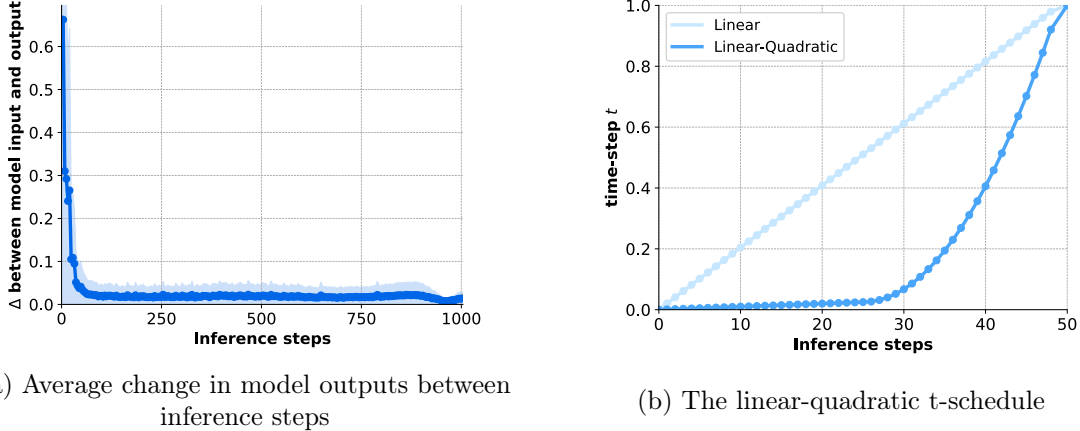 Δ between model input and output
0.6
0.5
0.4
0.3
0.2
0.1
0.0
0
250
500
750
1000
Inference steps
) Average change in model outputs between
inference steps
Linear
Linear-Quadratic
time-step t
1.0
0.8
0.6
0.4
0.2
0.0
0
10
20
30
40
50
Inference steps
(b) The linear-quadratic t-schedule